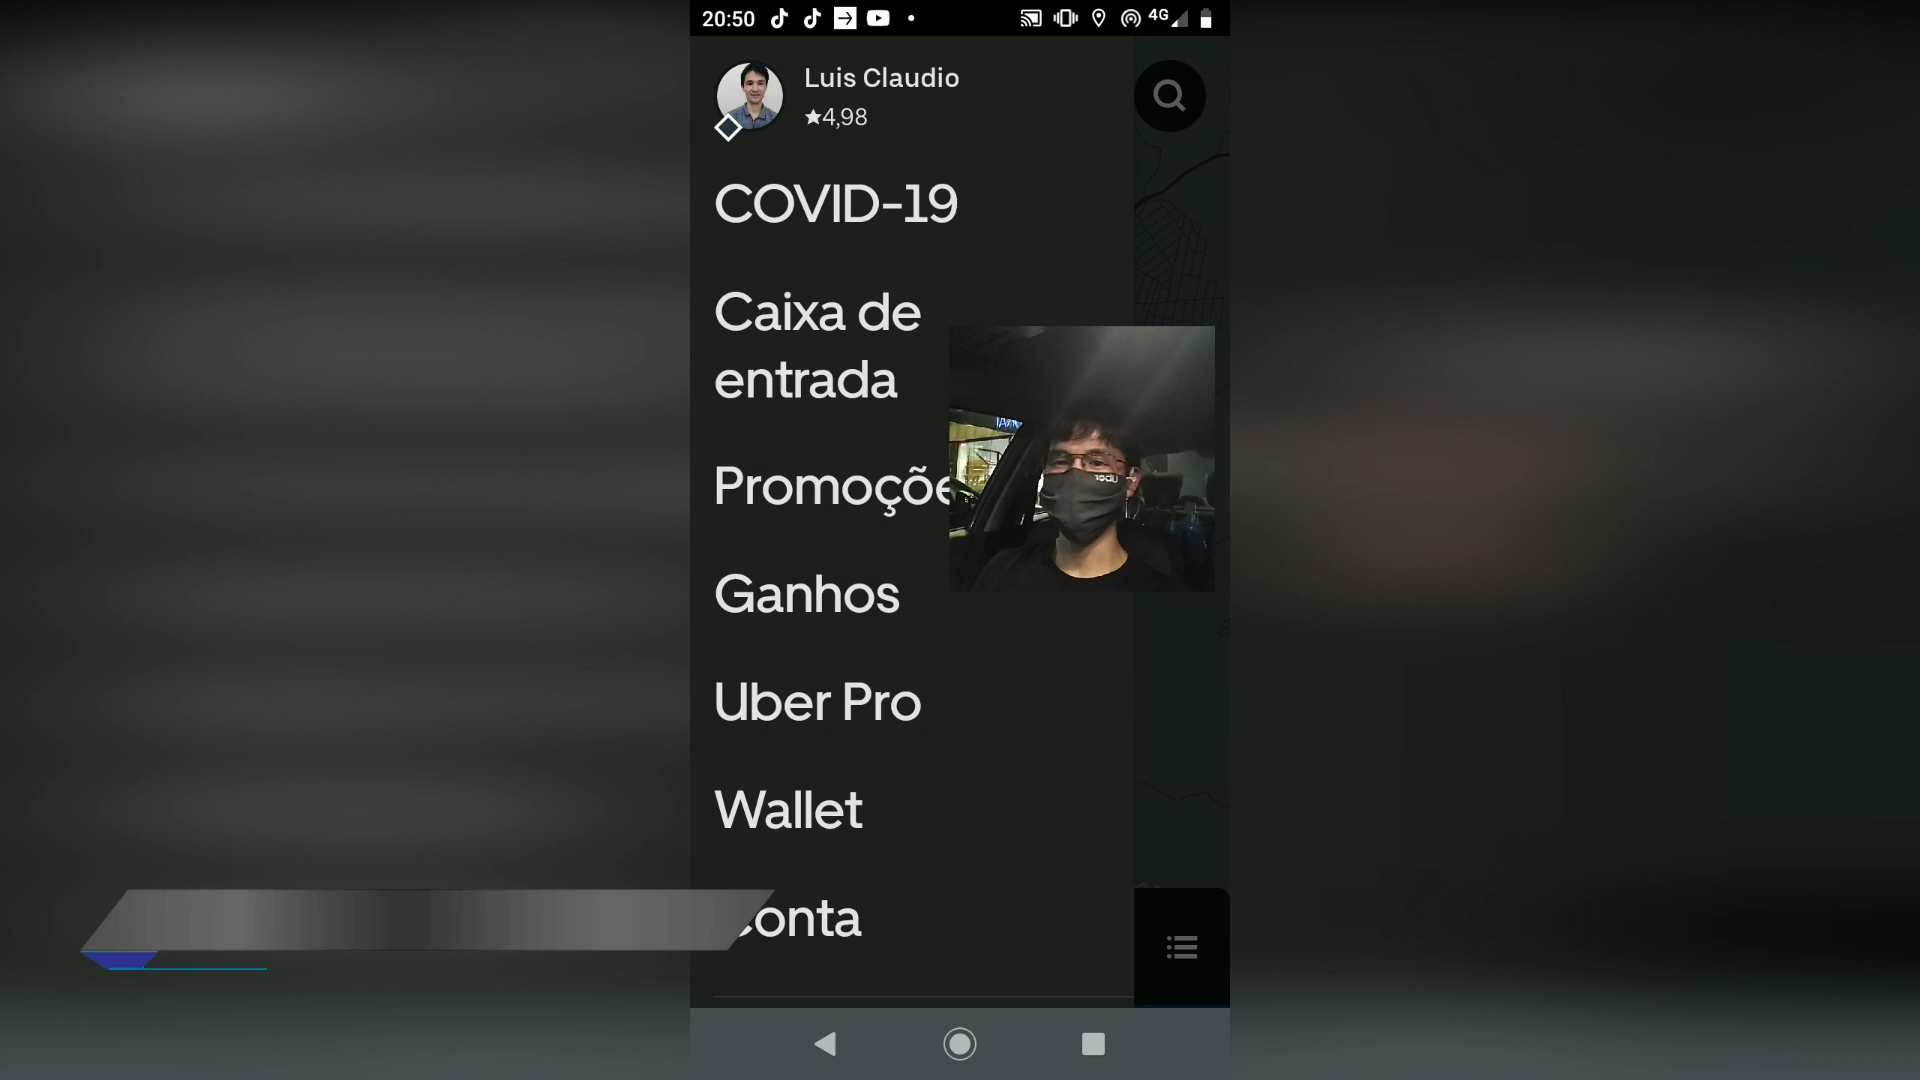 20:50
4G
Luis Claudio
★4,98
COVID-19
Caixa de
entrada
Promoçõe
Ganhos
Uber Pro
Wallet
onta